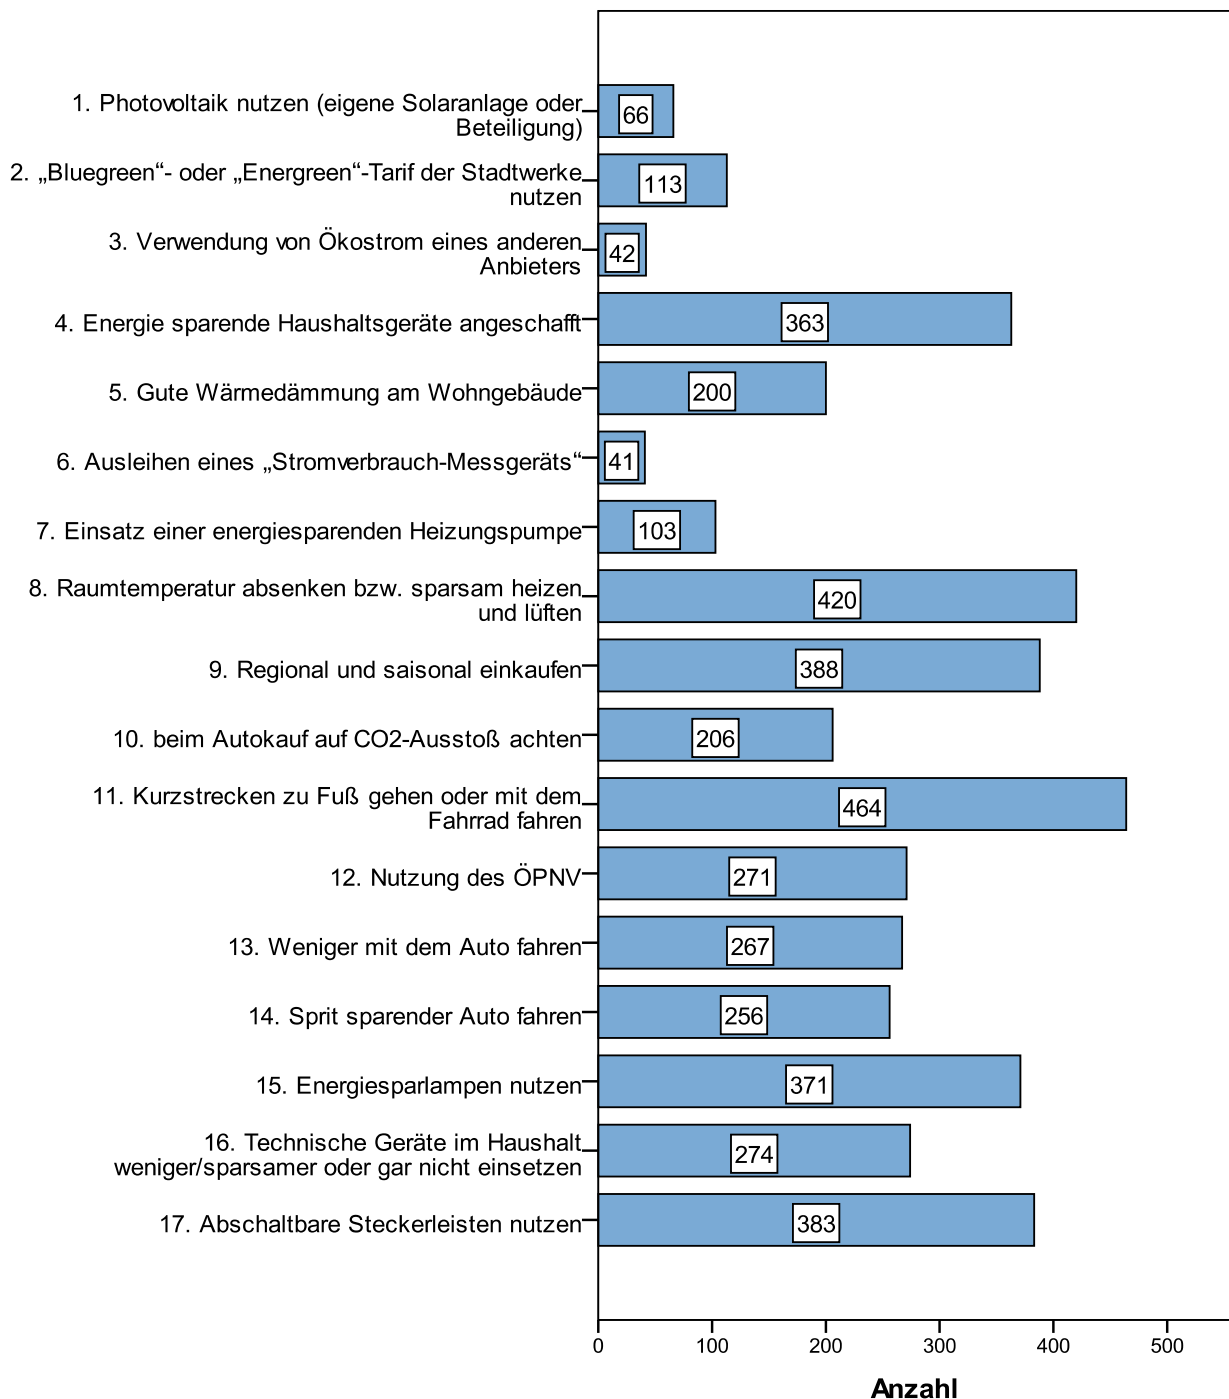 1. Photovoltaik nutzen (eigene Solaranlage oder
Beteiligung)
66
2. „Bluegreen“- oder „Energreen“-Tarif der Stadtwerke
nutzen
113
3. Verwendung von Ökostrom eines anderen
Anbieters
42
4. Energie sparende Haushaltsgeräte angeschafft
363
5. Gute Wärmedämmung am Wohngebäude
200
6. Ausleihen eines „Stromverbrauch-Messgeräts“
41
7. Einsatz einer energiesparenden Heizungspumpe
103
8. Raumtemperatur absenken bzw. sparsam heizen
und lüften
420
9. Regional und saisonal einkaufen
388
10. beim Autokauf auf CO2-Ausstoß achten
206
11. Kurzstrecken zu Fuß gehen oder mit dem
Fahrrad fahren
464
12. Nutzung des ÖPNV
271
13. Weniger mit dem Auto fahren
267
14. Sprit sparender Auto fahren
256
15. Energiesparlampen nutzen
371
16. Technische Geräte im Haushalt
weniger/sparsamer oder gar nicht einsetzen
274
17. Abschaltbare Steckerleisten nutzen
383
0 100 200 300 400 500
Anzahl